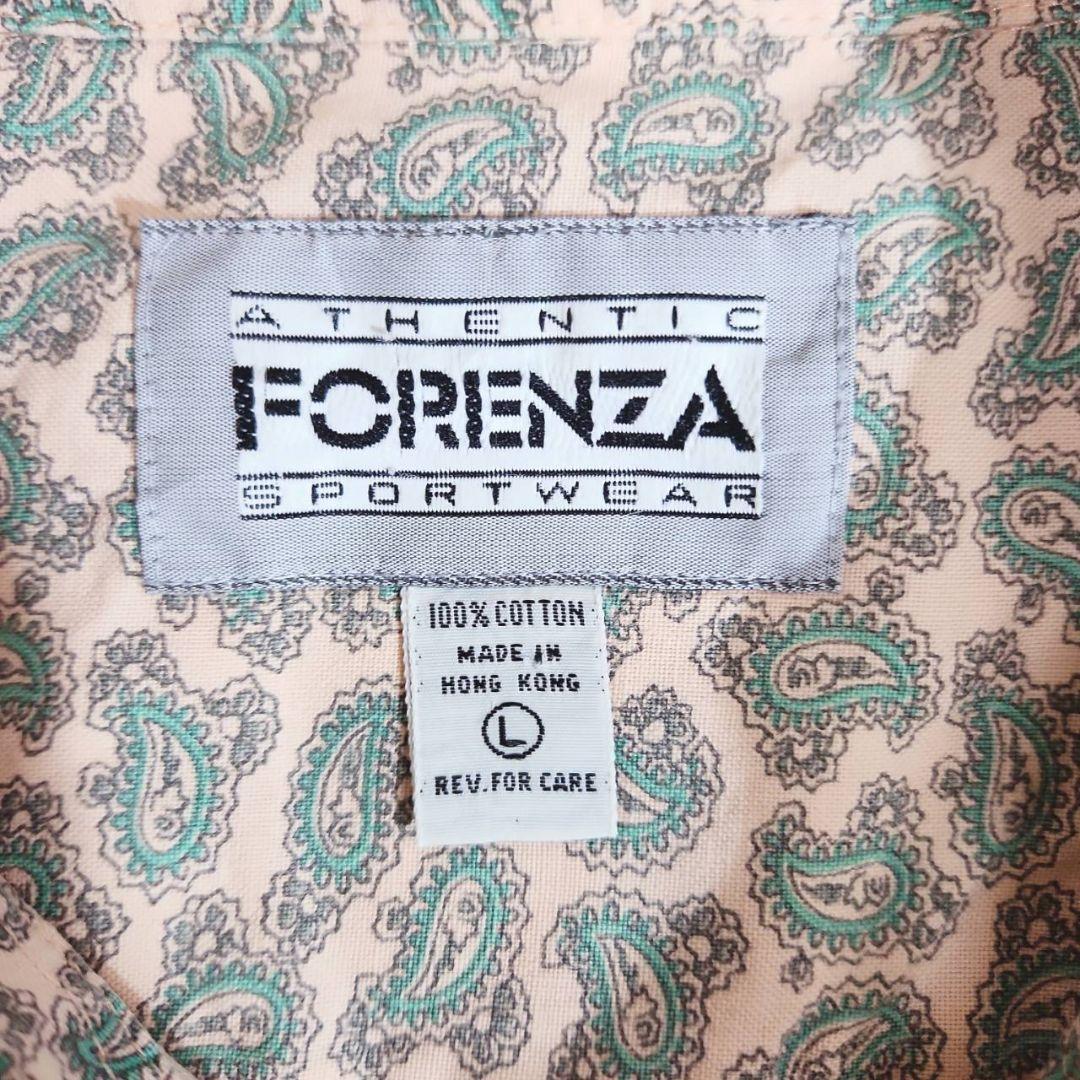 ATHENTIC
FORENZA
SPORTWEAR
100% COTTON
MADE IN
HONG KONG
L
REV. FOR CARE